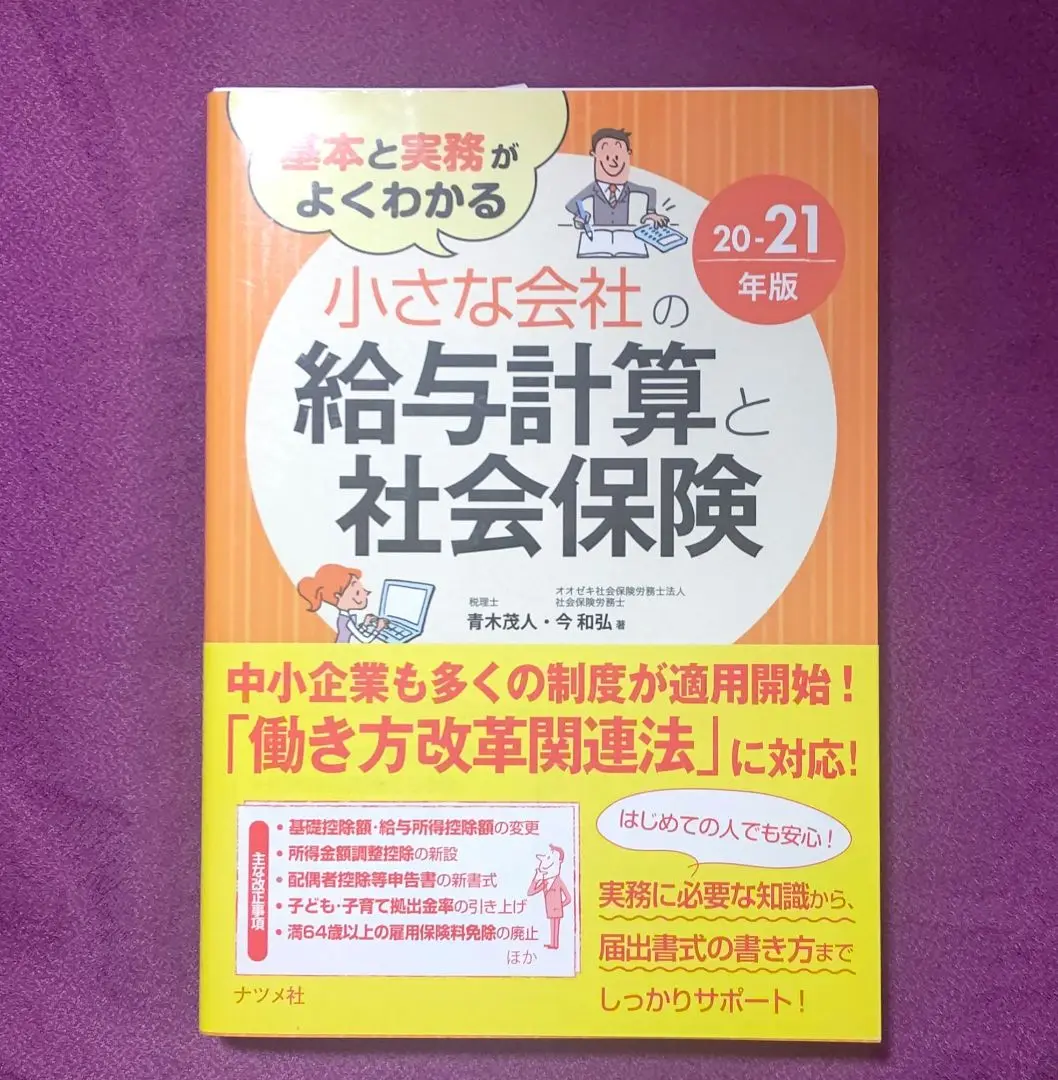 基本と実務が
よくわかる
20-21
年版
小さな会社の
給与計算と
社会保険
税理士
青木茂人・
オオゼキ社会保険労務士法人
社会保険労務士
今 和弘 著
中小企業も多くの制度が適用開始！
「働き方改革関連法」に対応！
主な改正事項
・基礎控除額・給与所得控除額の変更
・所得金額調整控除の新設
・配偶者控除等申告書の新書式
・子ども・子育て拠出金率の引き上げ
・満64歳以上の雇用保険料免除の廃止
ほか
はじめての人でも安心！
実務に必要な知識から、
届出書式の書き方まで
しっかりサポート！
ナツメ社